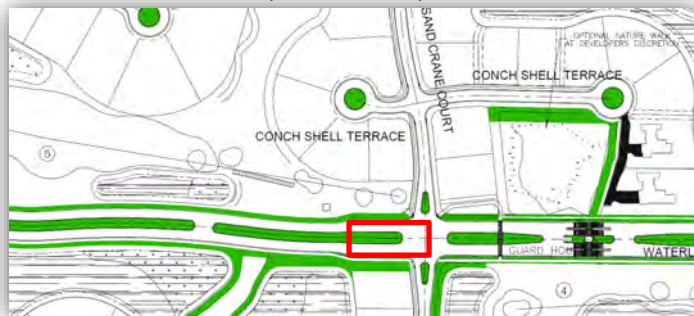 OPTIONAL NATURE WALK
AT DEVELOPERS DISCRETION
SAND CRANE COURT
CONCH SHELL TERRACE
CONCH SHELL TERRACE
5
GUARD HOU
WATERL
4